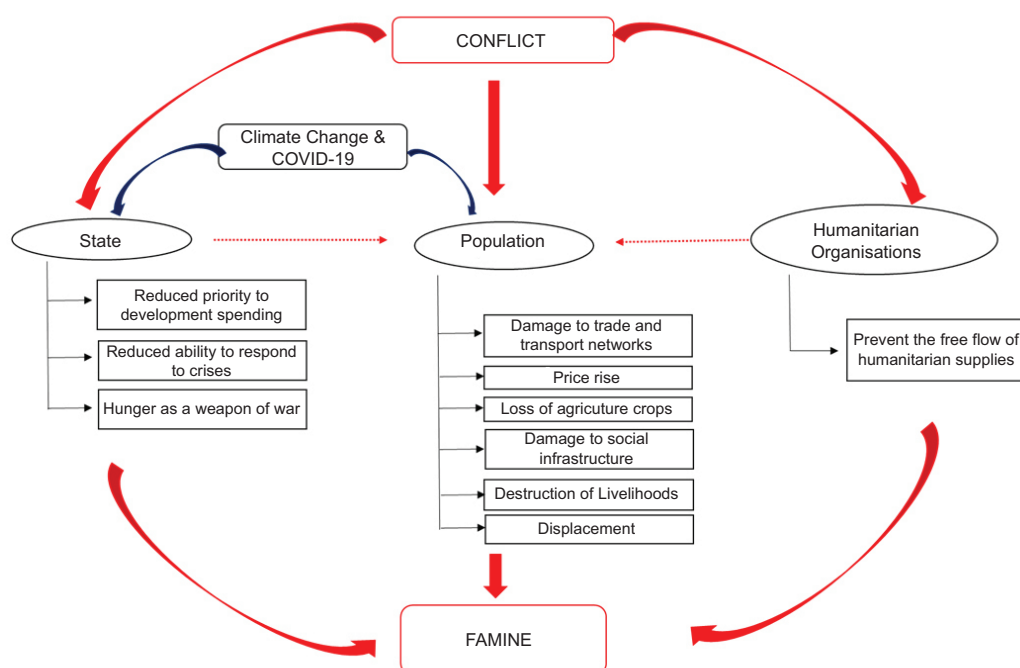 CONFLICT
Climate Change &
COVID-19
State
Population
Humanitarian
Organisations
Reduced priority to
development spending
Reduced ability to respond
to crises
Hunger as a weapon of war
Damage to trade and
transport networks
Price rise
Loss of agriculture crops
Damage to social
infrastructure
Destruction of Livelihoods
Displacement
Prevent the free flow of
humanitarian supplies
FAMINE